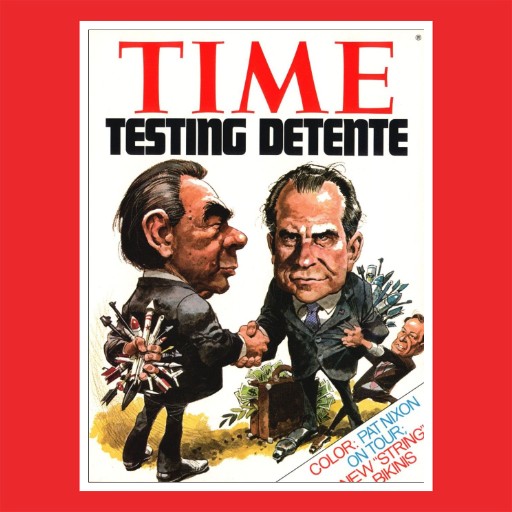 TIME
®
TESTING DETENTE
COLOR: PAT NIXON
ON TOUR;
NEW "STRING"
BIKINIS